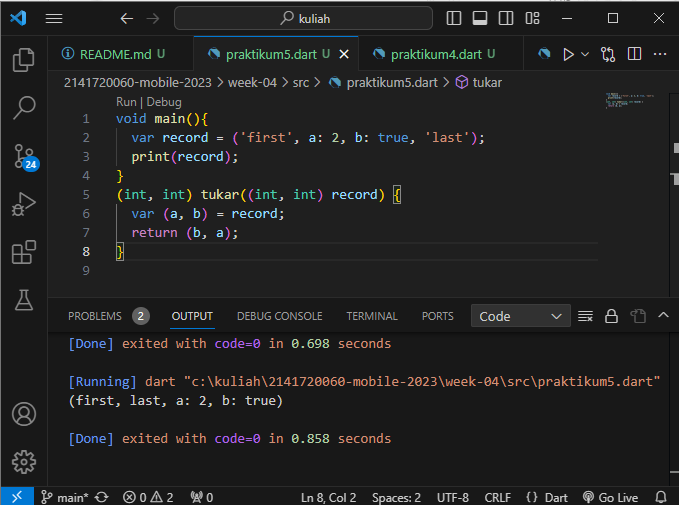 kuliah
README.md U
praktikum5.dart U
praktikum4.dart U
2141720060-mobile-2023 > week-04 > src > praktikum5.dart > tukar
Run | Debug
1 void main(){
2 var record = ('first', a: 2, b: true, 'last');
3 print(record);
4 }
5 (int, int) tukar((int, int) record) {
6 var (a, b) = record;
7 return (b, a);
8 }
9
24
PROBLEMS 2 OUTPUT DEBUG CONSOLE TERMINAL PORTS Code
[Done] exited with code=0 in 0.698 seconds
[Running] dart "c:\kuliah\2141720060-mobile-2023\week-04\src\praktikum5.dart"
(first, last, a: 2, b: true)
[Done] exited with code=0 in 0.858 seconds
main* 0 2 0 Ln 8, Col 2 Spaces: 2 UTF-8 CRLF {} Dart Go Live